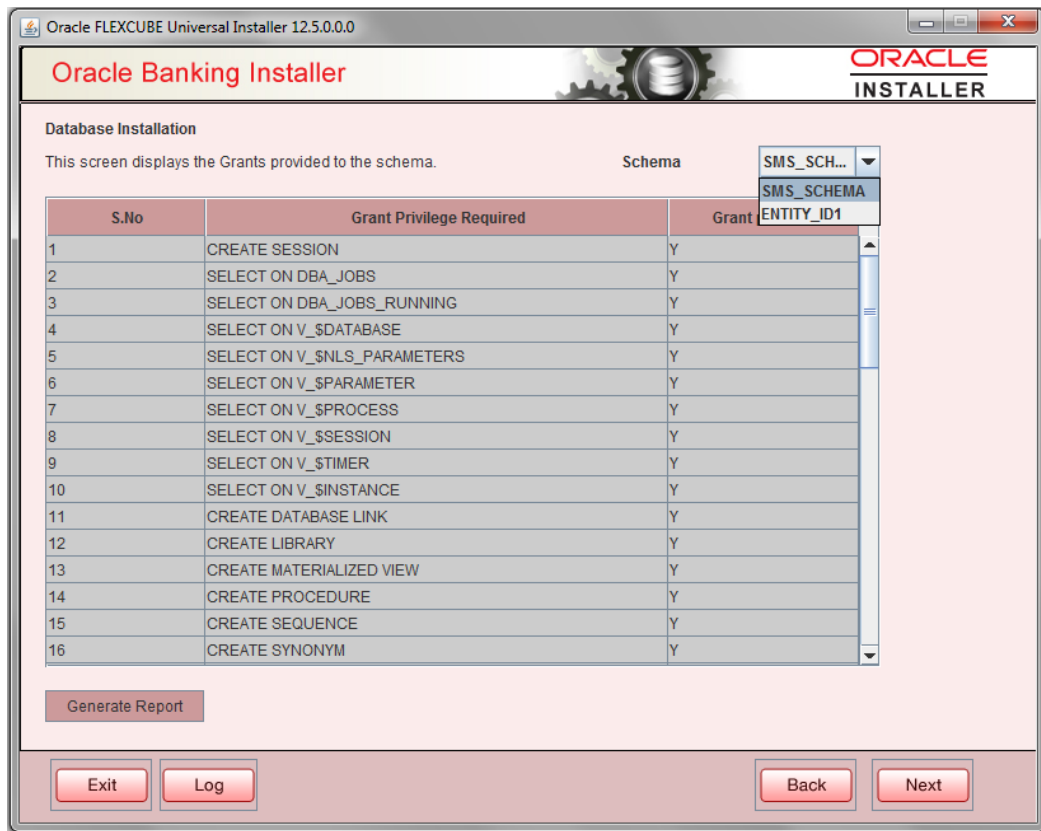 Oracle FLEXCUBE Universal Installer 12.5.0.0.0
Oracle Banking Installer
ORACLE
INSTALLER
Database Installation
This screen displays the Grants provided to the schema. Schema SMS_SCH...
SMS_SCHEMA
ENTITY_ID1
S.No Grant Privilege Required Grant
1 CREATE SESSION Y
2 SELECT ON DBA_JOBS Y
3 SELECT ON DBA_JOBS_RUNNING Y
4 SELECT ON V_$DATABASE Y
5 SELECT ON V_$NLS_PARAMETERS Y
6 SELECT ON V_$PARAMETER Y
7 SELECT ON V_$PROCESS Y
8 SELECT ON V_$SESSION Y
9 SELECT ON V_$TIMER Y
10 SELECT ON V_$INSTANCE Y
11 CREATE DATABASE LINK Y
12 CREATE LIBRARY Y
13 CREATE MATERIALIZED VIEW Y
14 CREATE PROCEDURE Y
15 CREATE SEQUENCE Y
16 CREATE SYNONYM Y
Generate Report
Exit Log Back Next